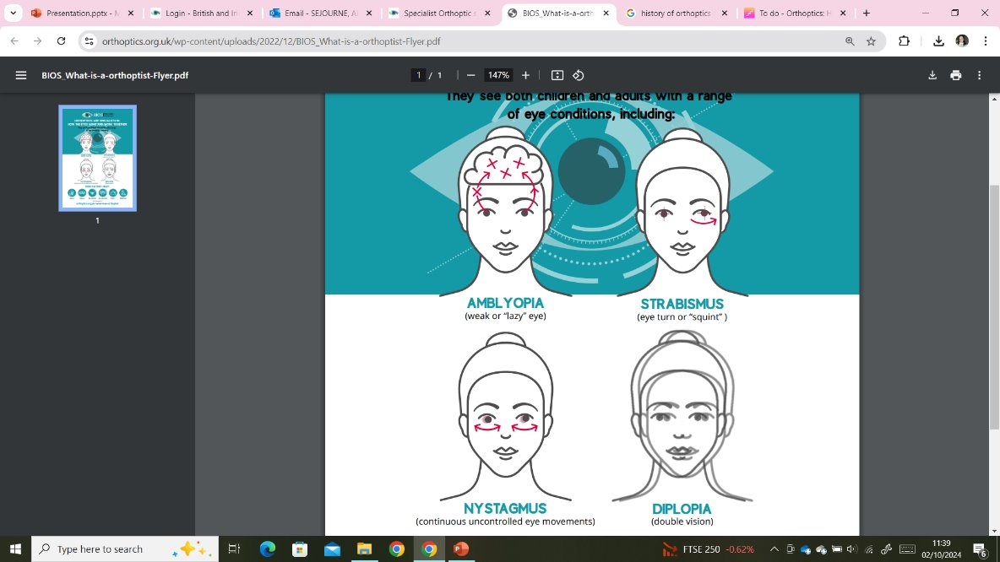 Presentation.pptx - M
Login - British and Iri
Email - SEJOURNE, Al
Specialist Orthoptic s
BIOS_What-is-a-orth
history of orthoptics
To do - Orthoptics: H
orthoptics.org.uk/wp-content/uploads/2022/12/BIOS_What-is-a-orthoptist-Flyer.pdf
BIOS_What-is-a-orthoptist-Flyer.pdf
1 / 1
147%
They see both children and adults with a range
of eye conditions, including:
1
AMBLYOPIA
(weak or “lazy” eye)
STRABISMUS
(eye turn or “squint” )
NYSTAGMUS
(continuous uncontrolled eye movements)
DIPLOPIA
(double vision)
Type here to search
FTSE 250 -0.62%
11:39
02/10/2024
6